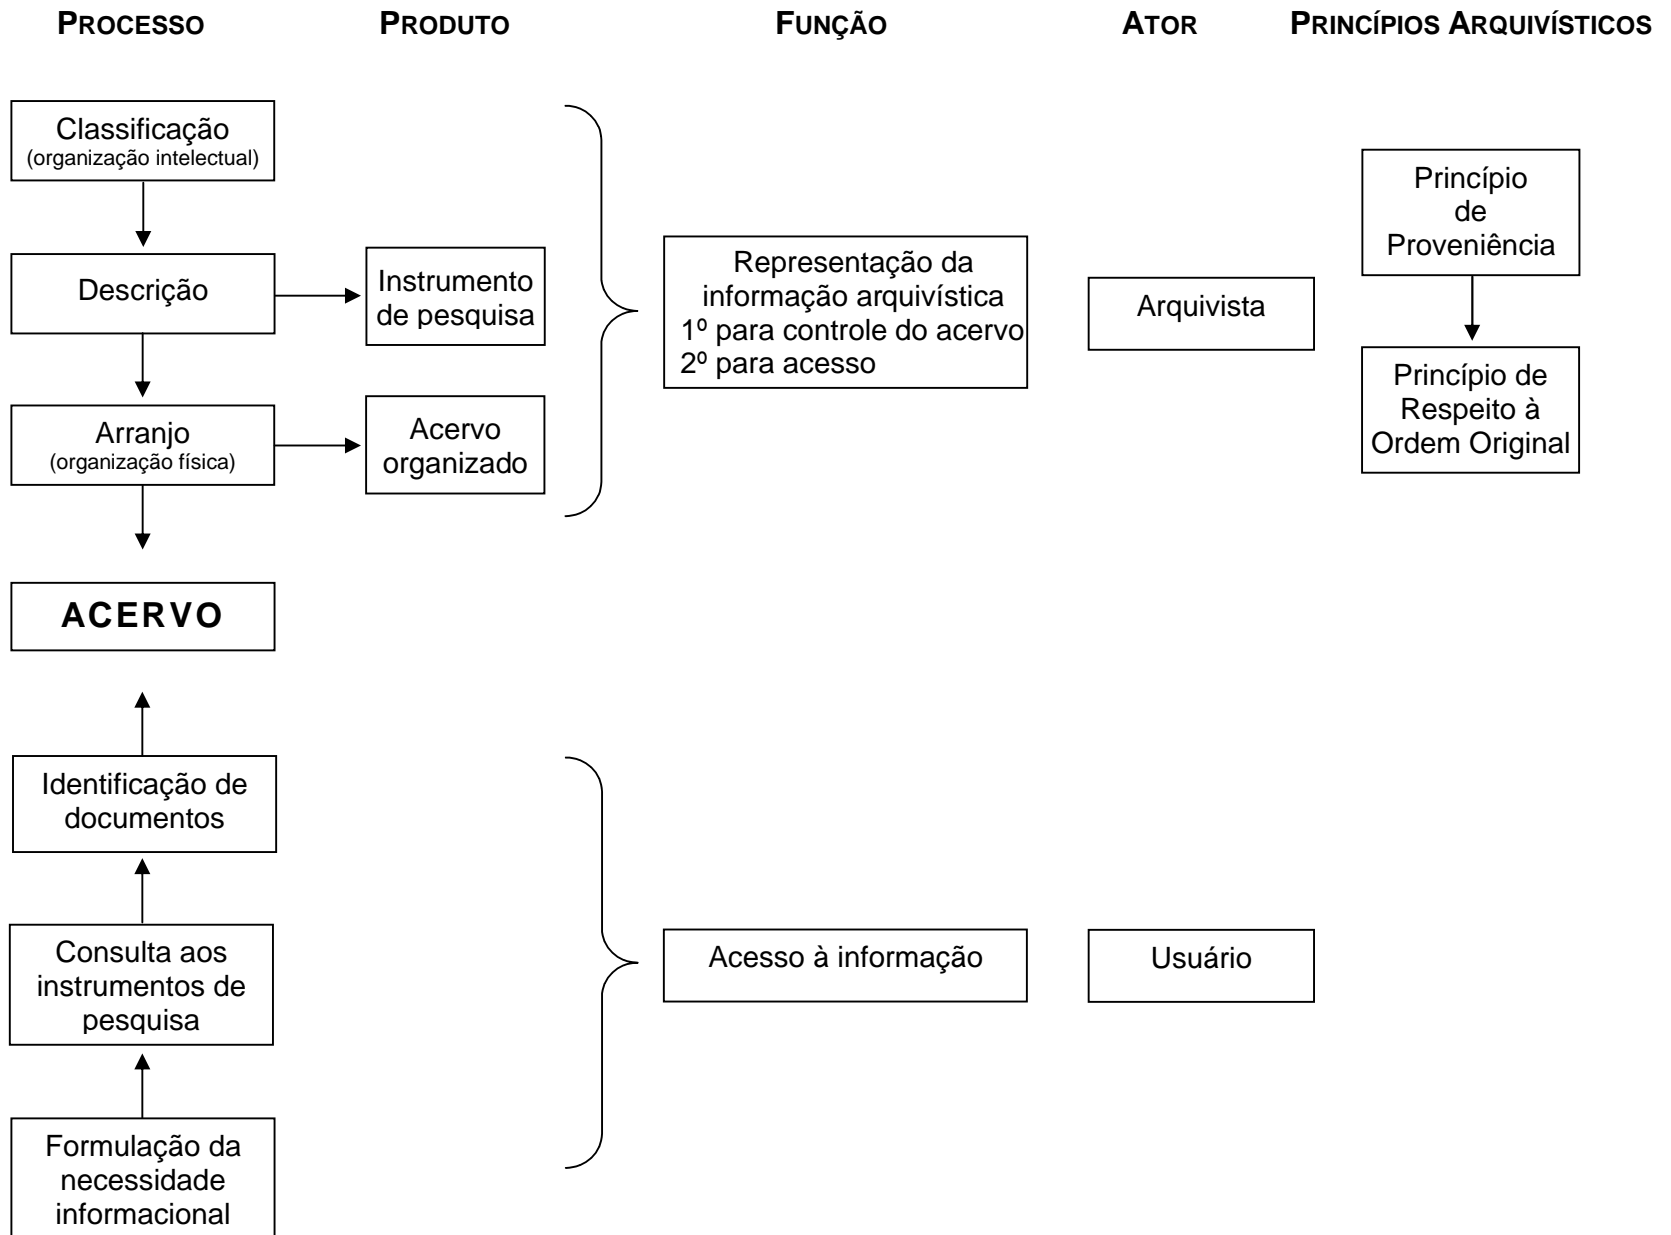 PROCESSO PRODUTO FUNÇÃO ATOR PRINCÍPIOS ARQUIVÍSTICOS
Classificação
(organização intelectual)
Descrição
Instrumento
de pesquisa
Arranjo
(organização física)
Acervo
organizado
Representação da
informação arquivística
1º para controle do acervo
2º para acesso
Arquivista
Princípio
de
Proveniência
Princípio de
Respeito à
Ordem Original
ACERVO
Identificação de
documentos
Consulta aos
instrumentos de
pesquisa
Formulação da
necessidade
informacional
Acesso à informação
Usuário